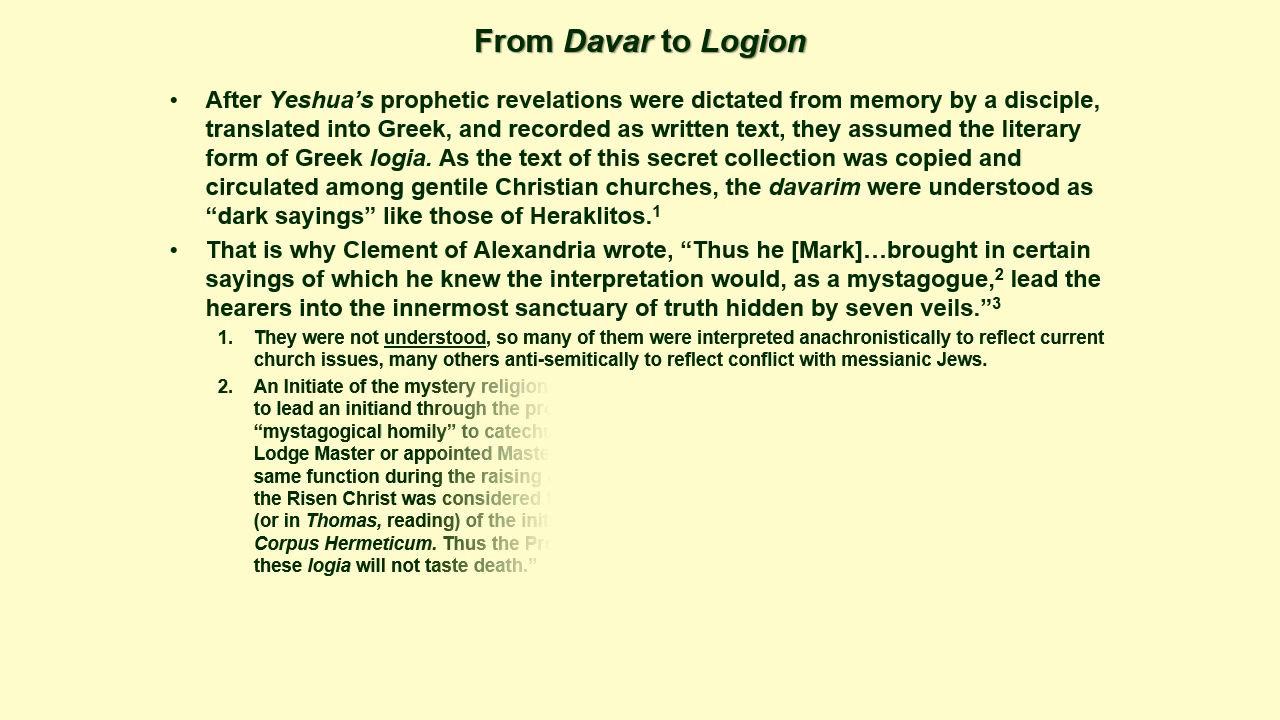 From Davar to Logion
• After Yeshua’s prophetic revelations were dictated from memory by a disciple,
translated into Greek, and recorded as written text, they assumed the literary
form of Greek logia. As the text of this secret collection was copied and
circulated among gentile Christian churches, the davarim were understood as
“dark sayings” like those of Heraklitos.1
• That is why Clement of Alexandria wrote, “Thus he [Mark]…brought in certain
sayings of which he knew the interpretation would, as a mystagogue,2 lead the
hearers into the innermost sanctuary of truth hidden by seven veils.”3
1. They were not understood, so many of them were interpreted anachronistically to reflect current
church issues, many others anti-semitically to reflect conflict with messianic Jews.
2. An Initiate of the mystery religion
to lead an initiand through the
“mystagogical homily” to
Lodge Master or appointed
same function during the raising
the Risen Christ was considered
(or in Thomas, reading) of the
Corpus Hermeticum. Thus the
these logia will not taste death.”